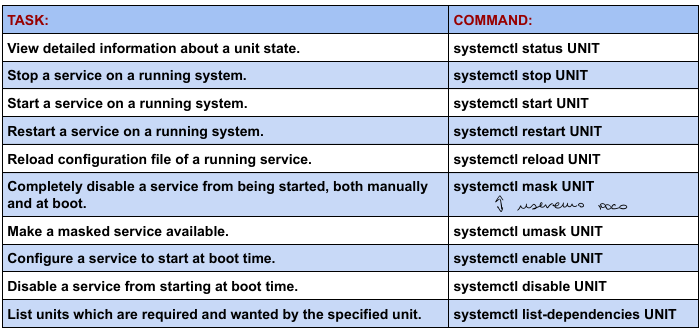 TASK: COMMAND:
View detailed information about a unit state. systemctl status UNIT
Stop a service on a running system. systemctl stop UNIT
Start a service on a running system. systemctl start UNIT
Restart a service on a running system. systemctl restart UNIT
Reload configuration file of a running service. systemctl reload UNIT
Completely disable a service from being started, both manually systemctl mask UNIT
and at boot. useremo poco
Make a masked service available. systemctl umask UNIT
Configure a service to start at boot time. systemctl enable UNIT
Disable a service from starting at boot time. systemctl disable UNIT
List units which are required and wanted by the specified unit. systemctl list-dependencies UNIT